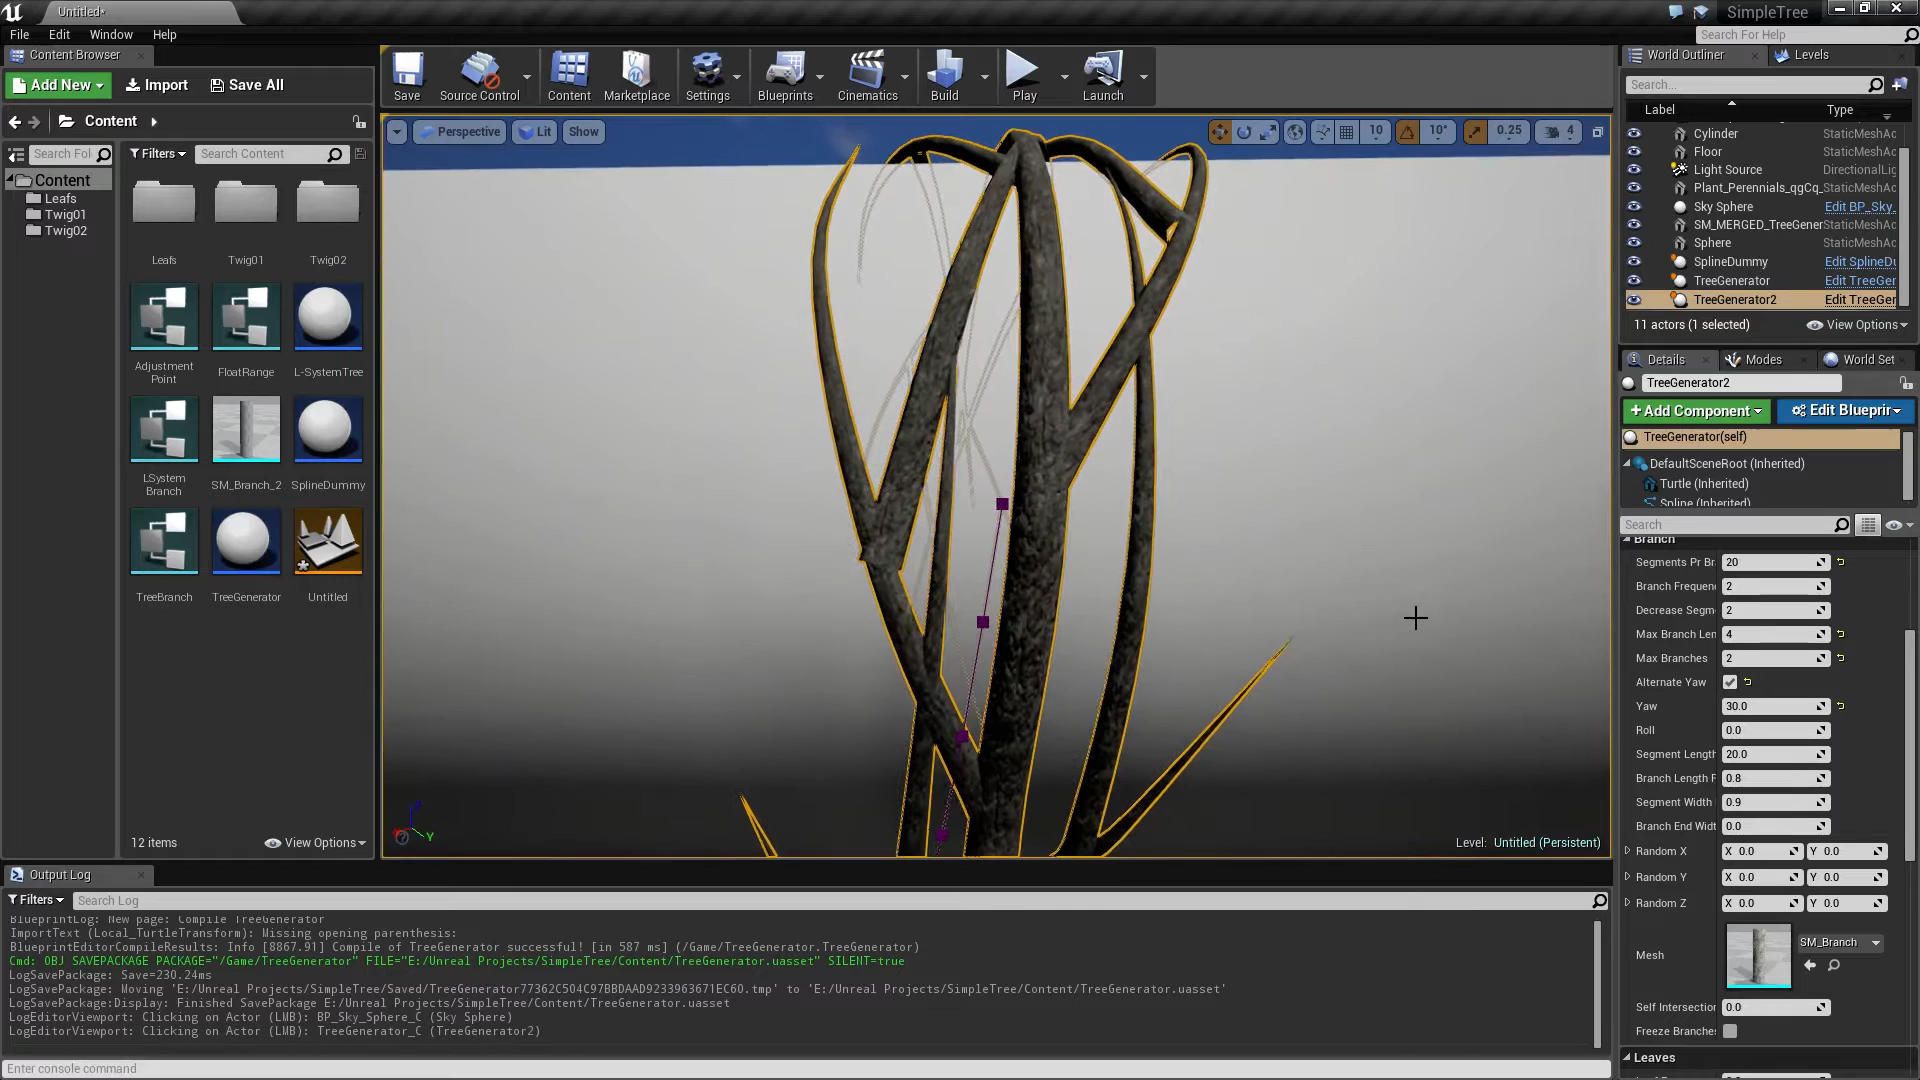 Untitled*
SimpleTree
File Edit Window Help
Search For Help
Content Browser
Add New
Import
Save All
Content
Search Fol
Filters
Search Content
Content
Leafs
Twig01
Twig02
Leafs
Twig01
Twig02
Adjustment Point
FloatRange
L-SystemTree
LSystem Branch
SM_Branch_2
SplineDummy
TreeBranch
TreeGenerator
Untitled
12 items
View Options
Save
Source Control
Content
Marketplace
Settings
Blueprints
Cinematics
Build
Play
Launch
Perspective
Lit
Show
10
10°
0.25
4
Y
Level: Untitled (Persistent)
World Outliner
Levels
Search...
Label
Type
Cylinder StaticMeshAc
Floor StaticMeshAc
Light Source DirectionalLig
Plant_Perennials_qgCq_ StaticMeshAc
Sky Sphere Edit BP_Sky_
SM_MERGED_TreeGener StaticMeshAc
Sphere StaticMeshAc
SplineDummy Edit SplineDu
TreeGenerator Edit TreeGer
TreeGenerator2 Edit TreeGer
11 actors (1 selected)
View Options
Details
Modes
World Set
TreeGenerator2
+Add Component
Edit Blueprir
TreeGenerator(self)
DefaultSceneRoot (Inherited)
Turtle (Inherited)
Spline (Inherited)
Search
Branch
Segments Pr Br 20
Branch Frequen 2
Decrease Segm 2
Max Branch Len 4
Max Branches 2
Alternate Yaw
Yaw 30.0
Roll 0.0
Segment Length 20.0
Branch Length F 0.8
Segment Width 0.9
Branch End Widt 0.0
Random X X 0.0 Y 0.0
Random Y X 0.0 Y 0.0
Random Z X 0.0 Y 0.0
Mesh
SM_Branch
Self Intersection 0.0
Freeze Branches
Leaves
Output Log
Filters
Search Log
BlueprintLog: New page: Compile TreeGenerator
ImportText (Local_TurtleTransform): Missing opening parenthesis:
BlueprintEditorCompileResults: Info [8867.91] Compile of TreeGenerator successful! [in 587 ms] (/Game/TreeGenerator.TreeGenerator)
Cmd: OBJ SAVEPACKAGE PACKAGE="/Game/TreeGenerator" FILE="E:/Unreal Projects/SimpleTree/Content/TreeGenerator.uasset" SILENT=true
LogSavePackage: Save=230.24ms
LogSavePackage: Moving 'E:/Unreal Projects/SimpleTree/Saved/TreeGenerator77362C504C97BBDAAD9233963671EC60.tmp' to 'E:/Unreal Projects/SimpleTree/Content/TreeGenerator.uasset'
LogSavePackage:Display: Finished SavePackage E:/Unreal Projects/SimpleTree/Content/TreeGenerator.uasset
LogEditorViewport: Clicking on Actor (LMB): BP_Sky_Sphere_C (Sky Sphere)
LogEditorViewport: Clicking on Actor (LMB): TreeGenerator_C (TreeGenerator2)
Enter console command